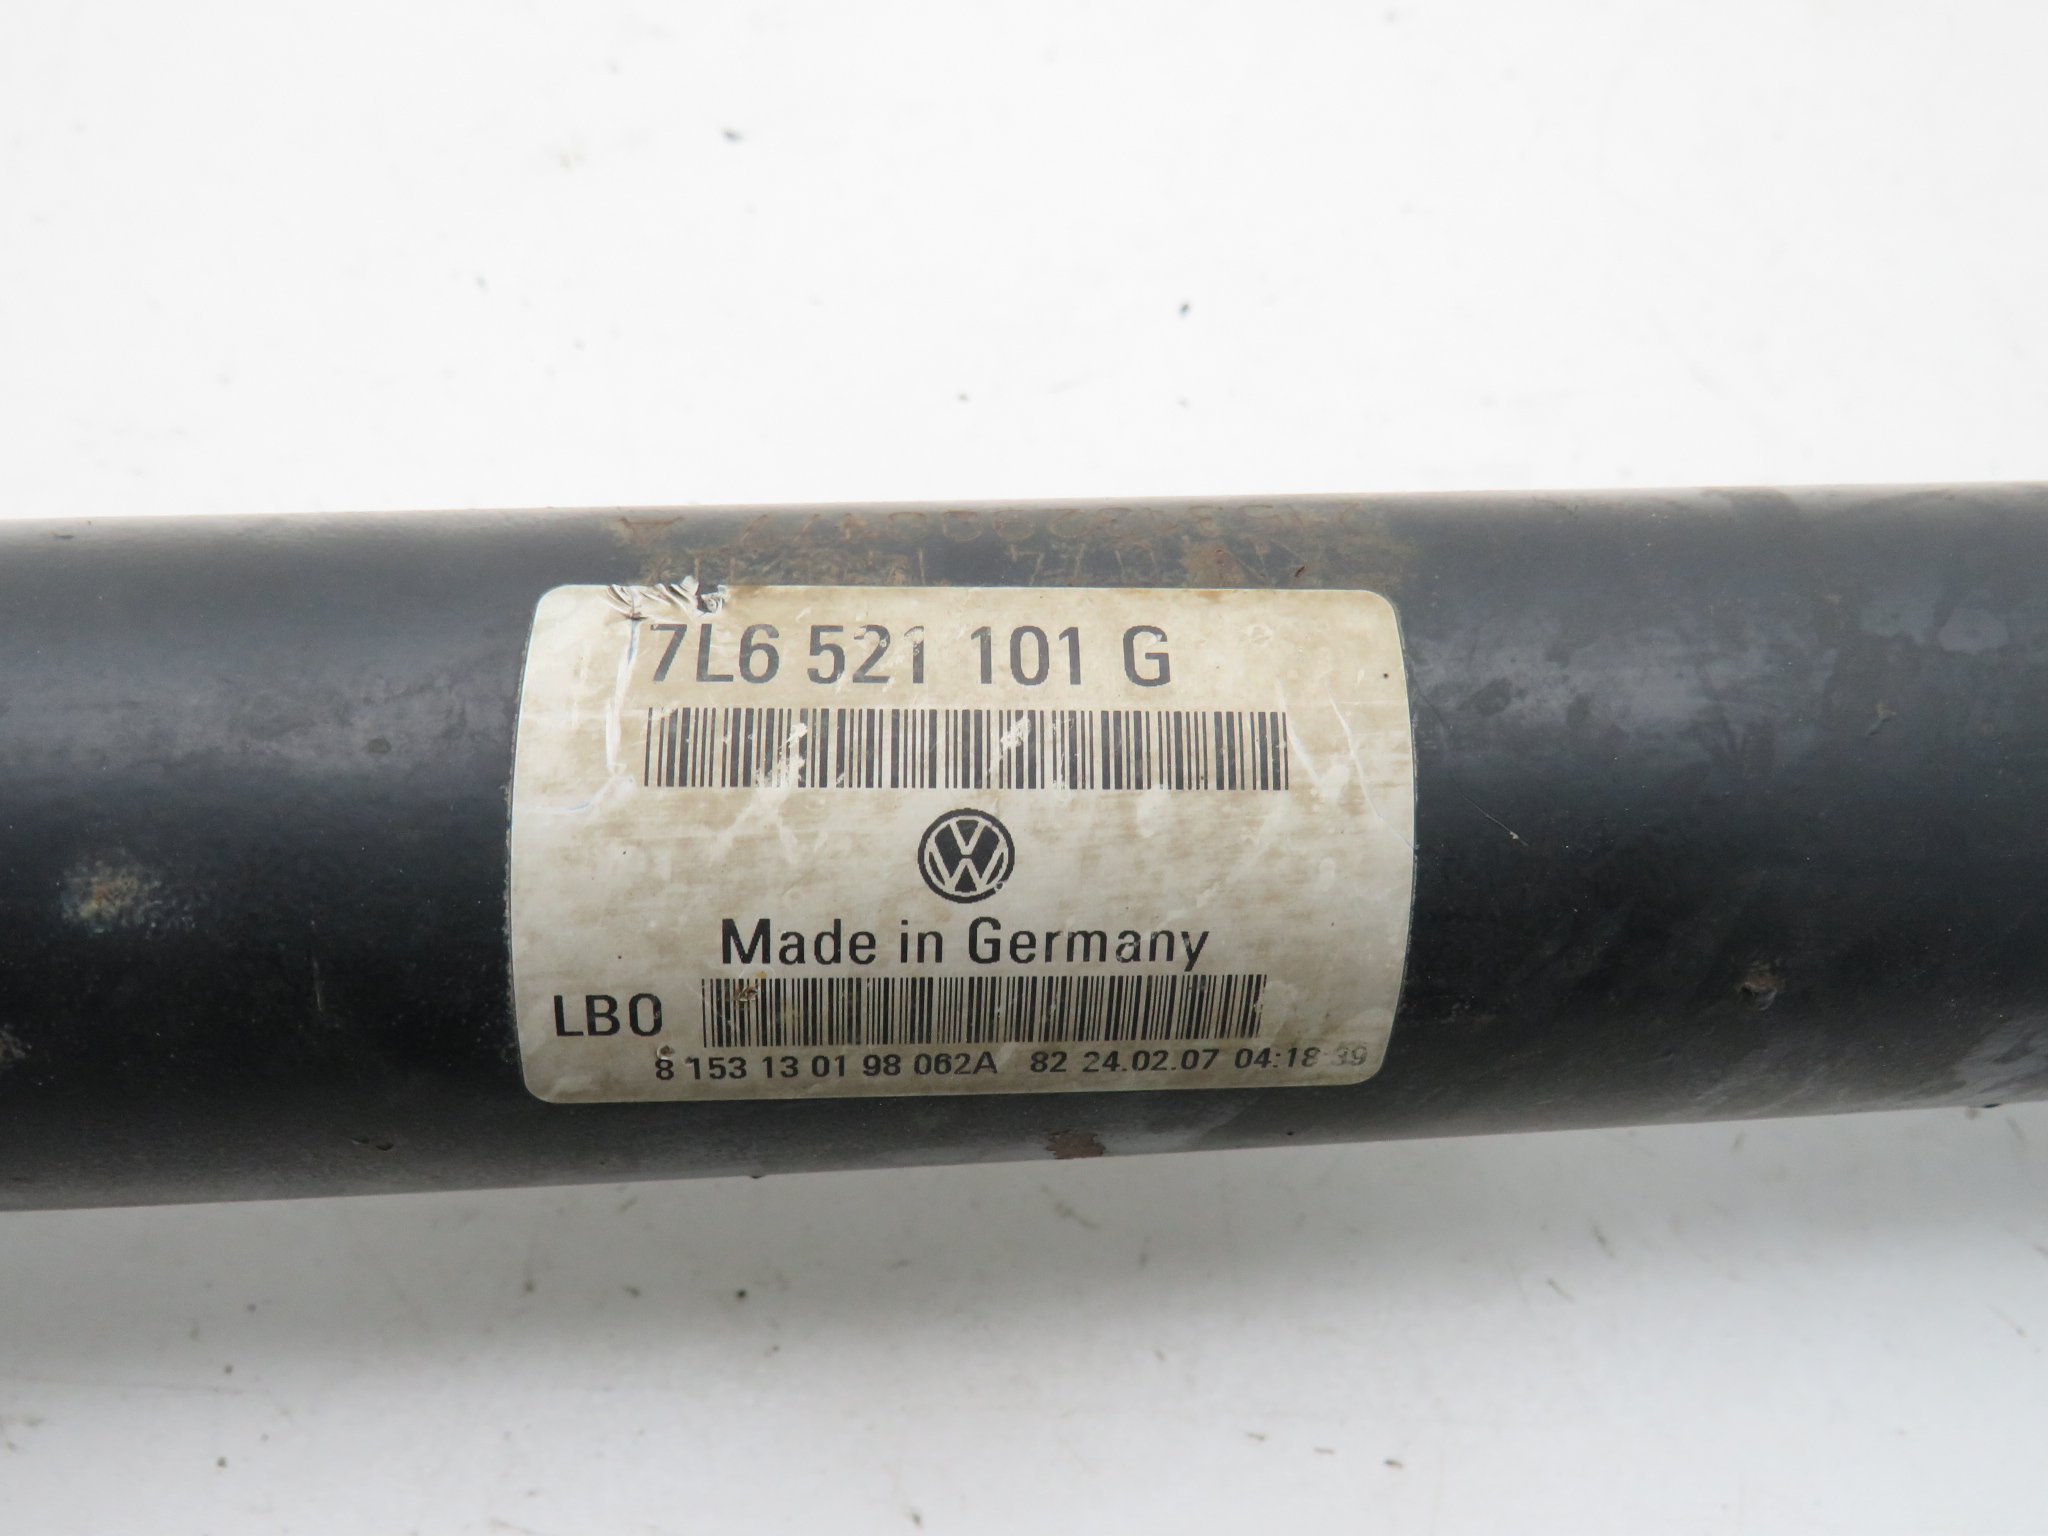 7L6 521 101 G
Made in Germany
LB0
8 153 13 01 98 062A 82 24.02.07 04:18:39